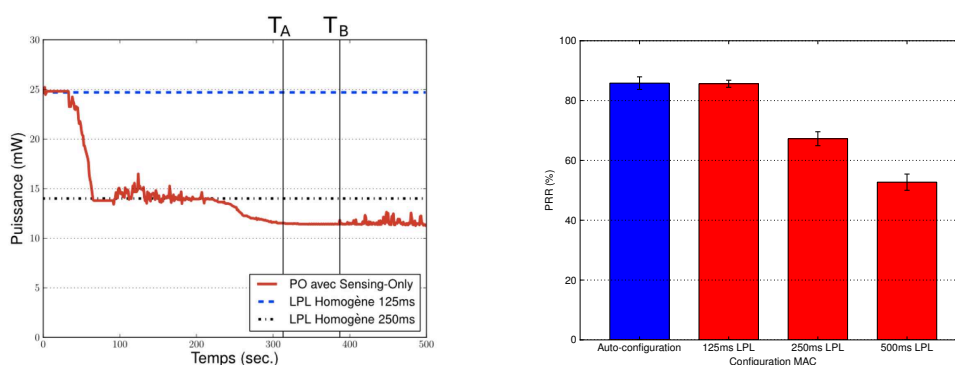 T_A T_B
30
25
20
15
10
5
0
Puissance (mW)
PO avec Sensing-Only
LPL Homogène 125ms
LPL Homogène 250ms
0 100 200 300 400 500
Temps (sec.)
100
80
60
40
20
0
PRR (%)
Auto-configuration 125ms LPL 250ms LPL 500ms LPL
Configuration MAC